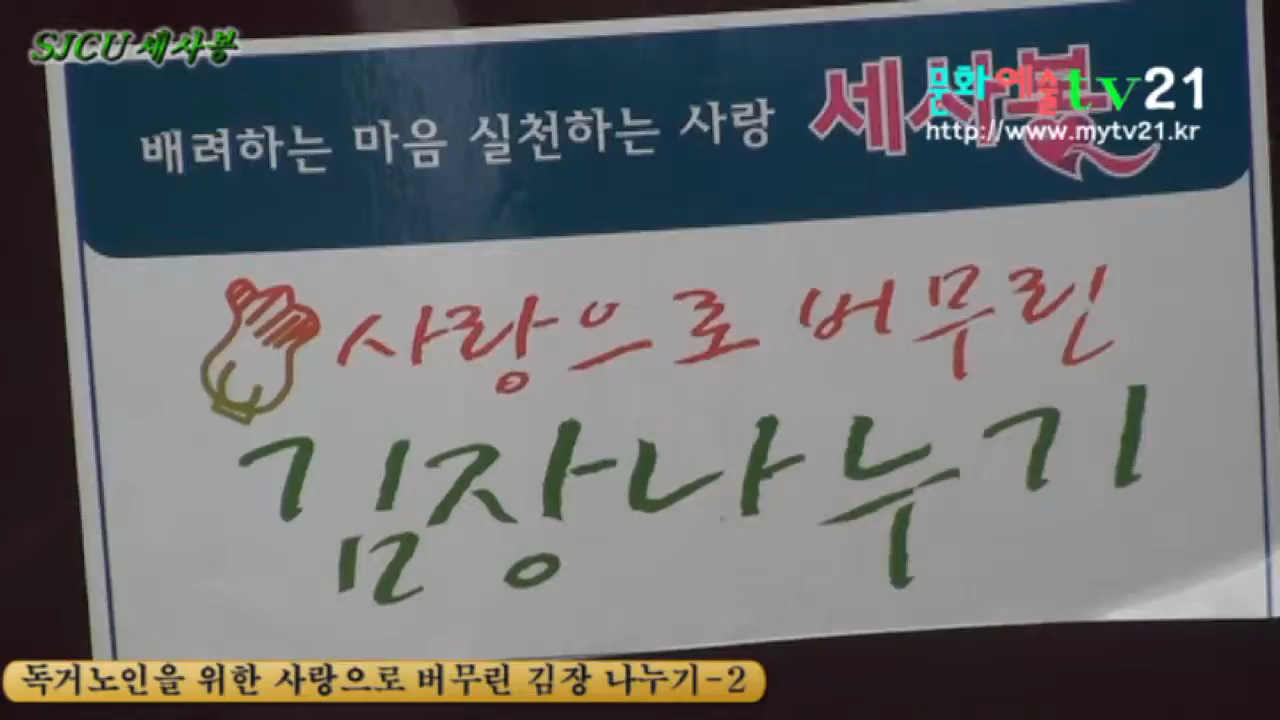 SJCU 세사봉
문화예술tv21
http://www.mytv21.kr
배려하는 마음 실천하는 사랑 세사봉
사랑으로 버무린
김장나누기
독거노인을 위한 사랑으로 버무린 김장 나누기-2